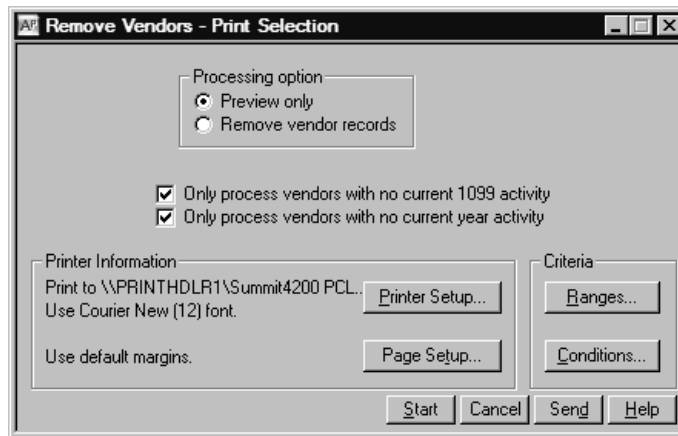 AP Remove Vendors - Print Selection
Processing option
Preview only
Remove vendor records
Only process vendors with no current 1099 activity
Only process vendors with no current year activity
Printer Information
Print to \\PRINTHDLR1\Summit4200 PCL..
Use Courier New (12) font.
Printer Setup...
Use default margins.
Page Setup...
Criteria
Ranges...
Conditions...
Start Cancel Send Help